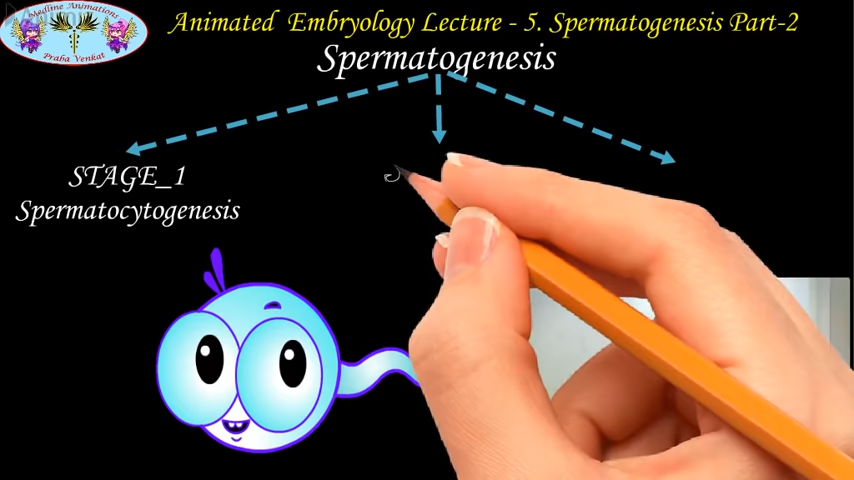 Animated Embryology Lecture - 5. Spermatogenesis Part-2
Medline Animations
Praba Venkat
Spermatogenesis
STAGE_1
Spermatocytogenesis